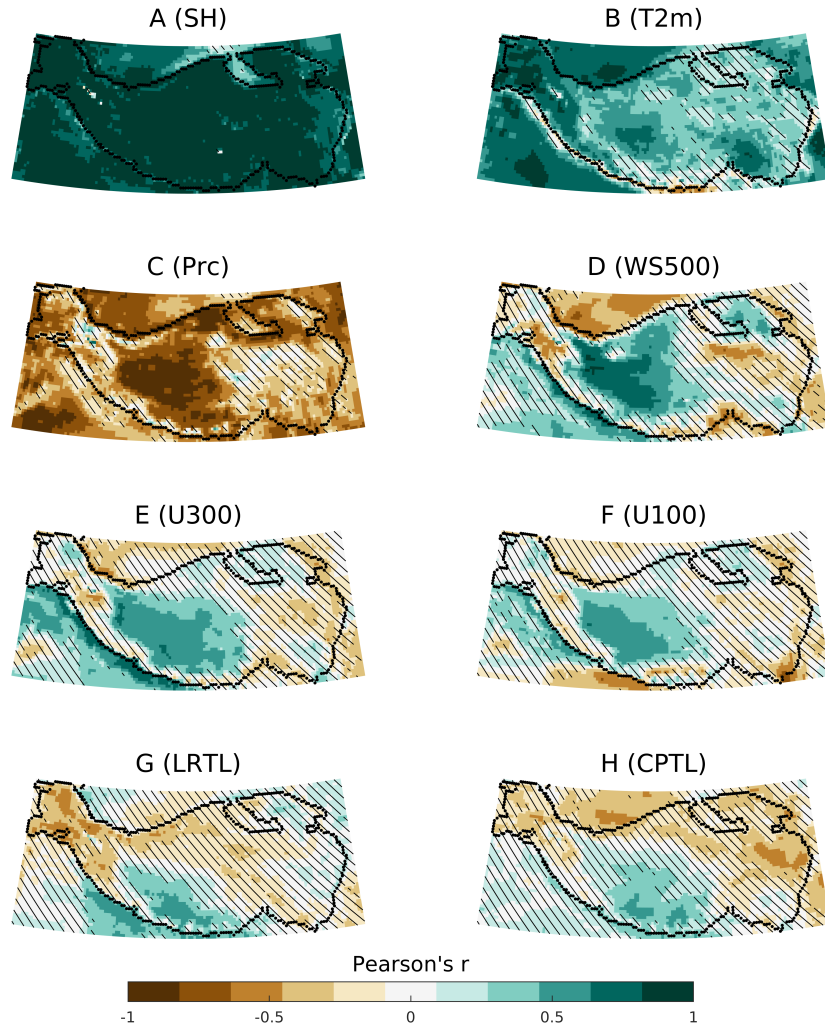 A (SH)
B (T2m)
C (Prc)
D (WS500)
E (U300)
F (U100)
G (LRTL)
H (CPTL)
Pearson's r
-1 -0.5 0 0.5 1